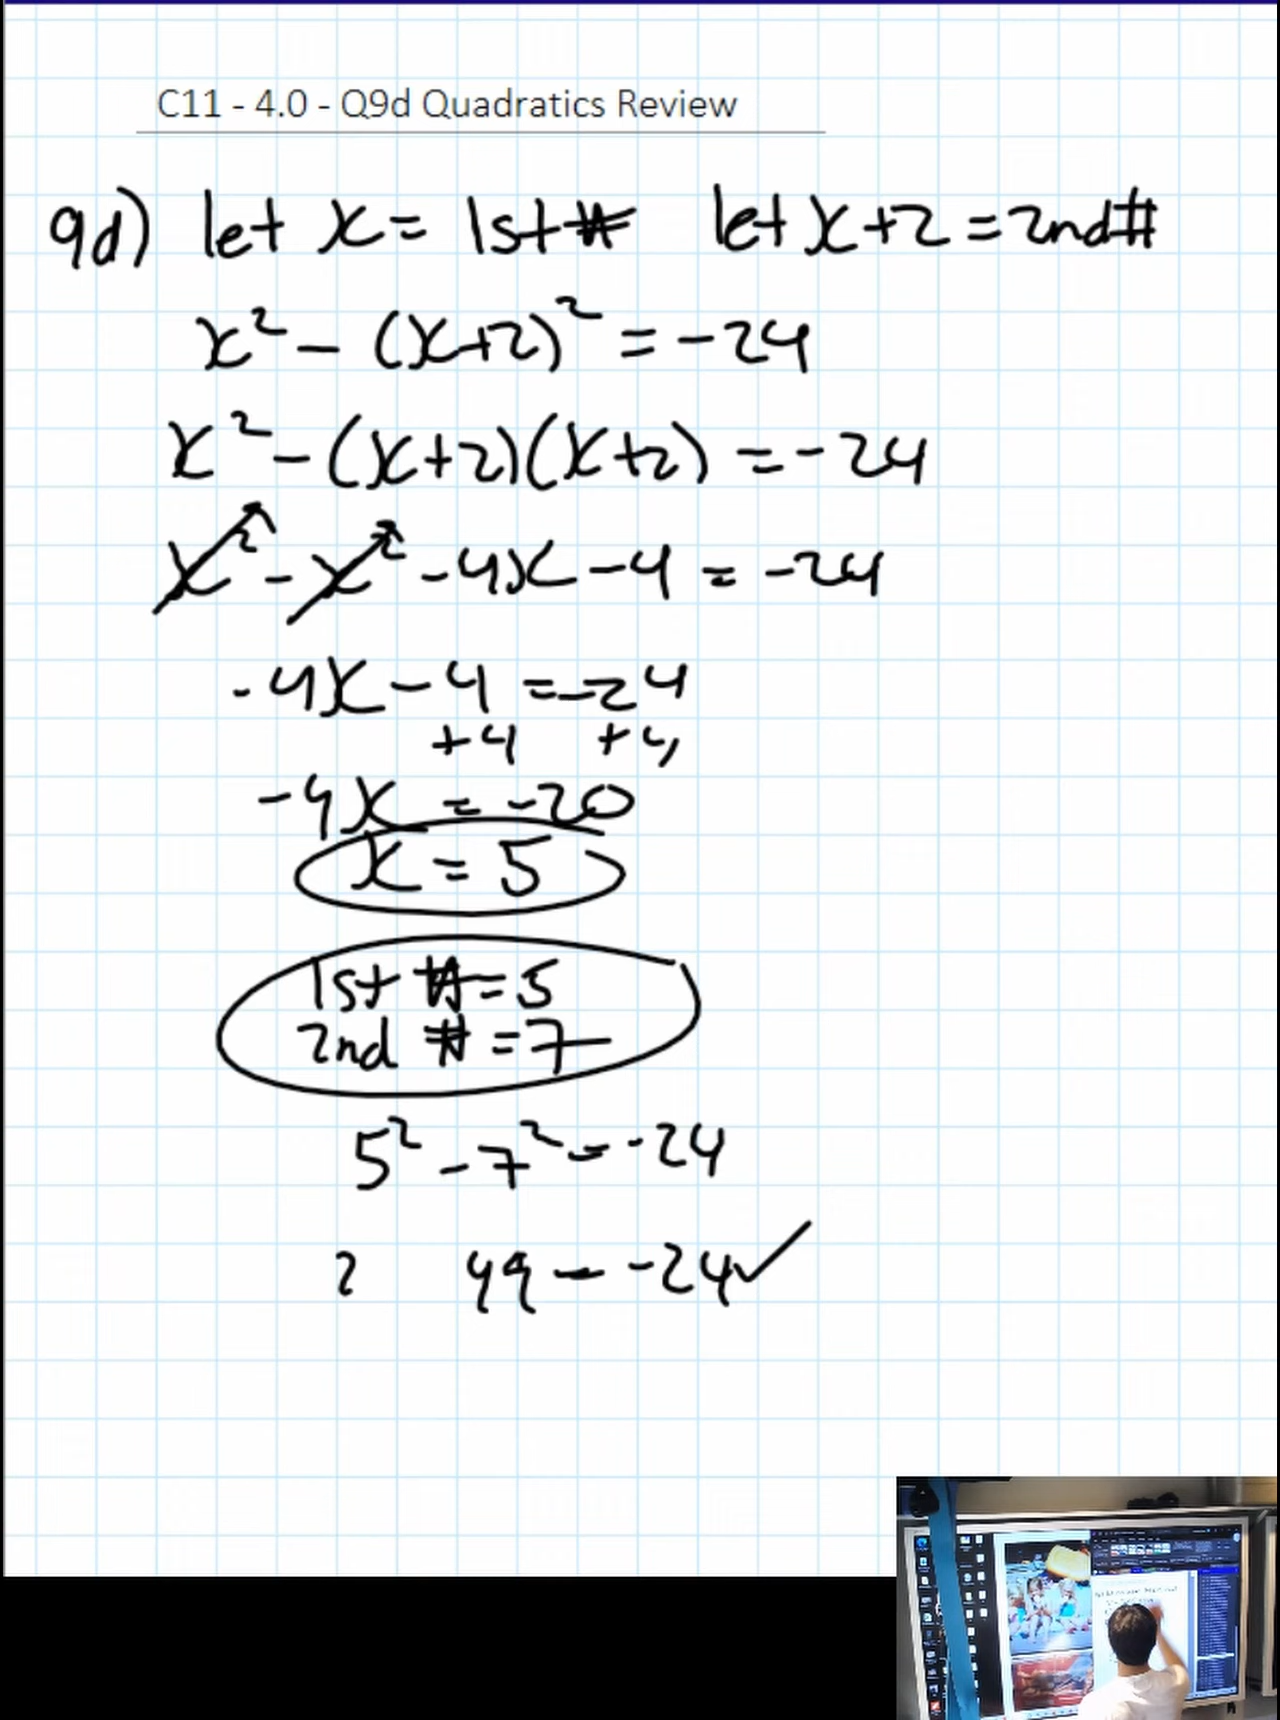 C11 - 4.0 - Q9d Quadratics Review
9d) let x = 1st # let x+2 = 2nd #
x² - (x+2)² = -24
x² - (x+2)(x+2) = -24
x² - x² - 4x - 4 = -24
-4x - 4 = -24
+4 +4
-4x = -20
x = 5
1st # = 5
2nd # = 7
5² - 7² = -24
2 49 = -24 ✓